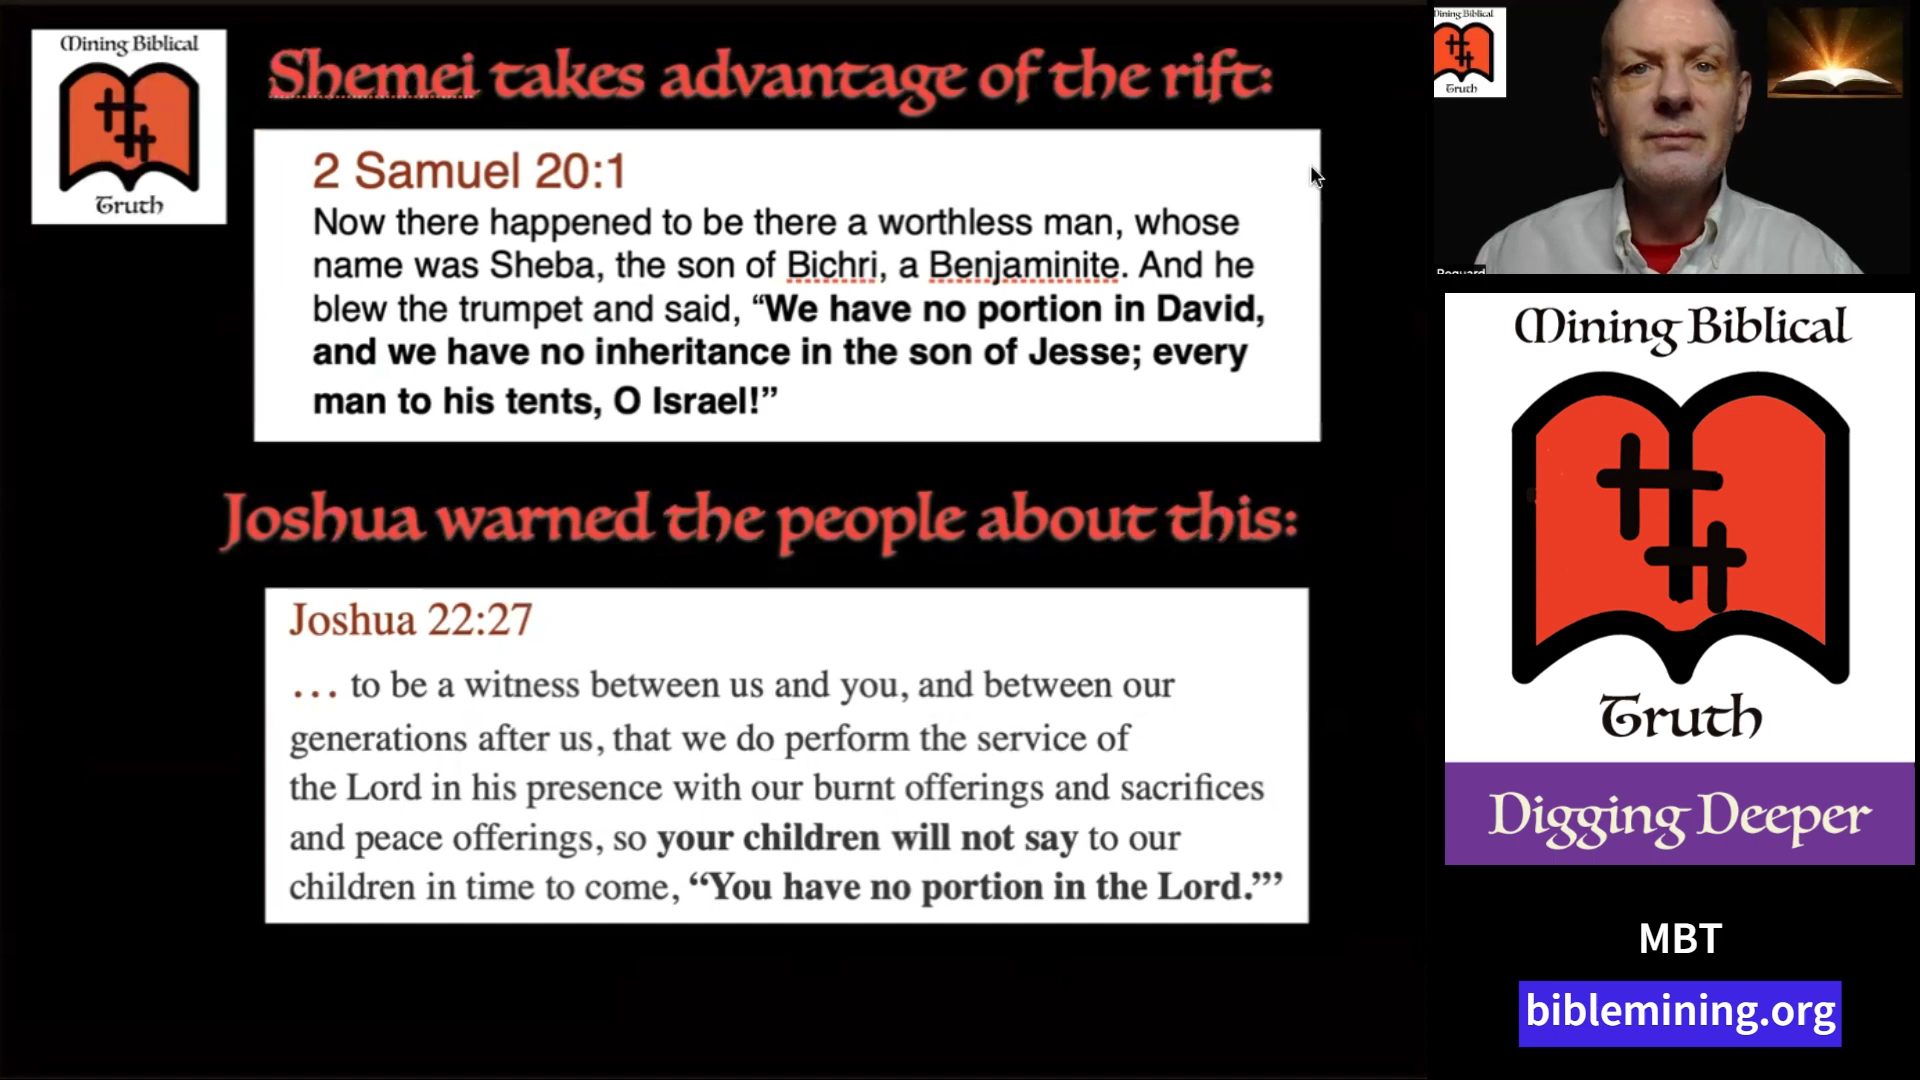 Mining Biblical
Truth
Shemei takes advantage of the rift:
2 Samuel 20:1
Now there happened to be there a worthless man, whose
name was Sheba, the son of Bichri, a Benjaminite. And he
blew the trumpet and said, “We have no portion in David,
and we have no inheritance in the son of Jesse; every
man to his tents, O Israel!”
Joshua warned the people about this:
Joshua 22:27
... to be a witness between us and you, and between our
generations after us, that we do perform the service of
the Lord in his presence with our burnt offerings and sacrifices
and peace offerings, so your children will not say to our
children in time to come, “You have no portion in the Lord.”’
Mining Biblical
Truth
Mining Biblical
Truth
Digging Deeper
MBT
biblemining.org